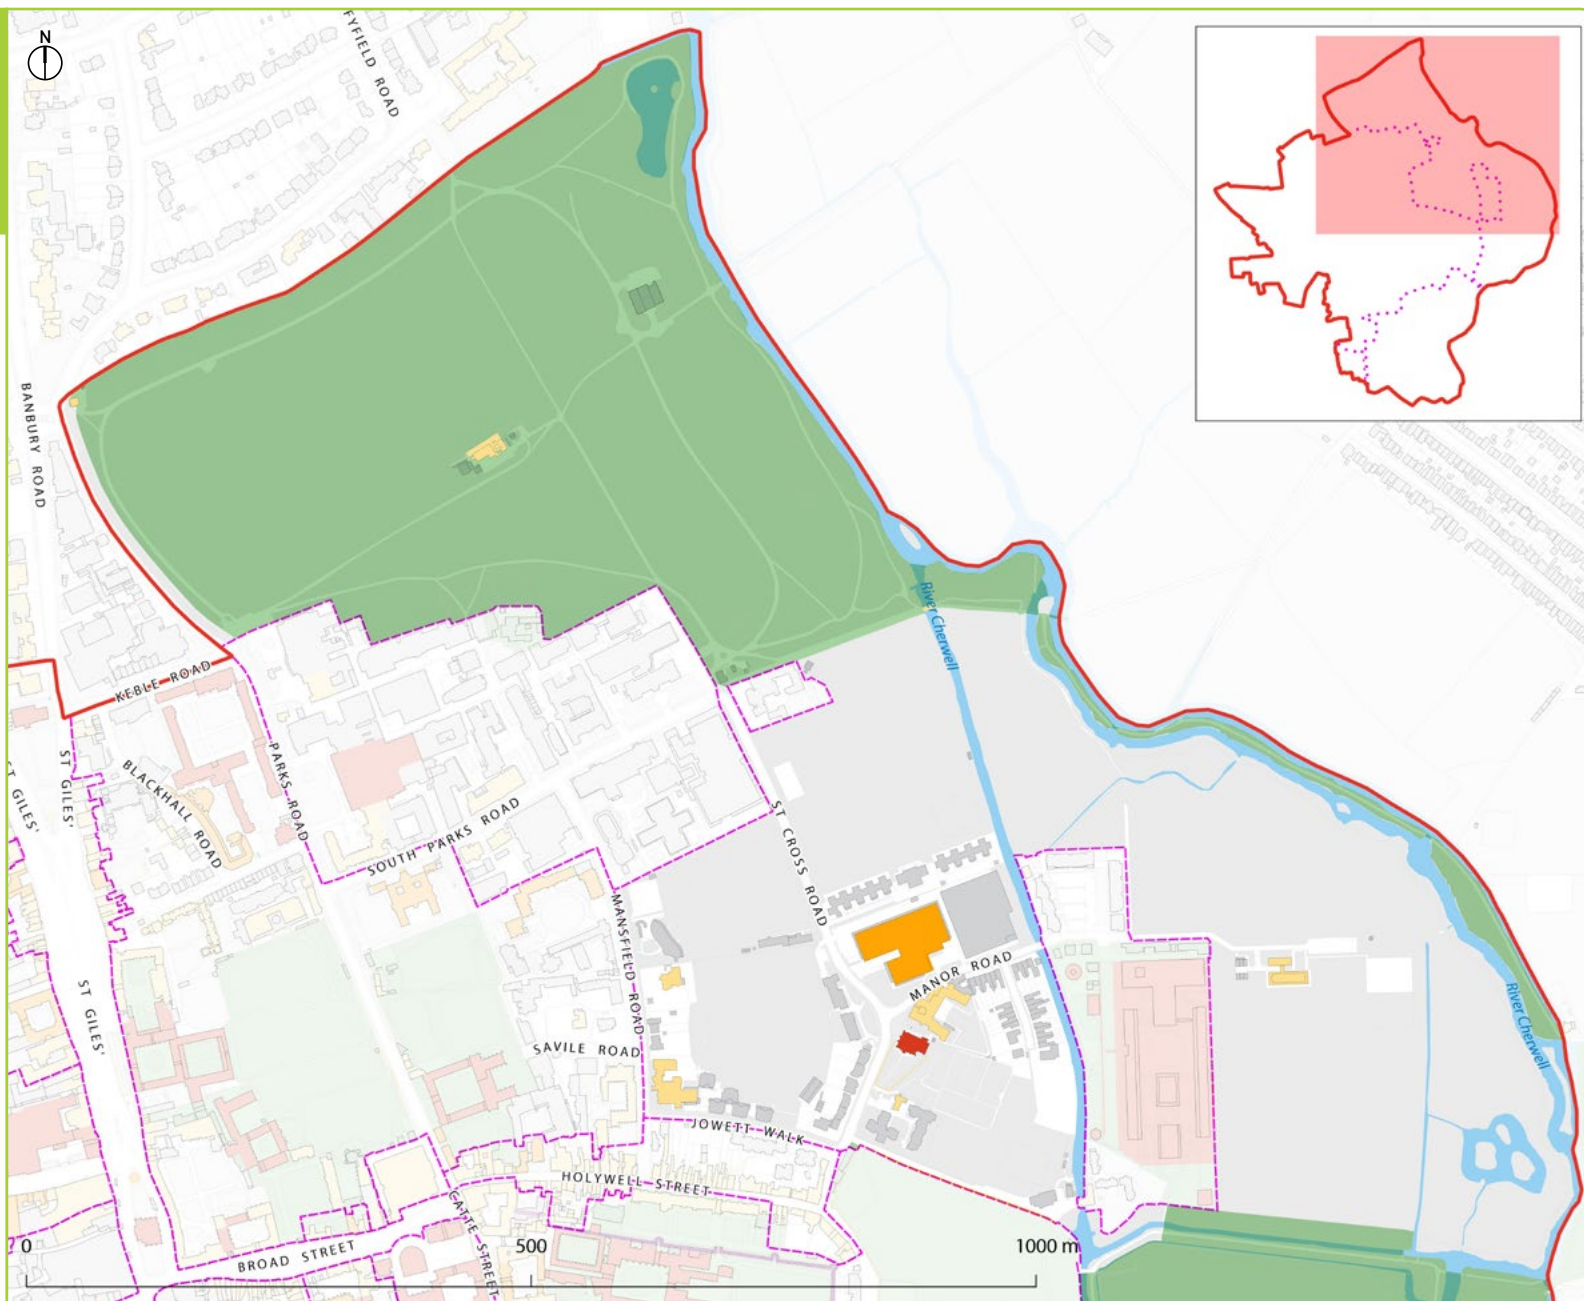 N
FYFIELD ROAD
BANBURY ROAD
River Cherwell
KEBLE ROAD
ST GILES'
ST GILES'
BLACKHALL ROAD
PARKS ROAD
SOUTH PARKS ROAD
ST CROSS ROAD
MANSFIELD ROAD
MANOR ROAD
ST GILES'
SAVILE ROAD
River Cherwell
JOWETT WALK
HOLYWELL STREET
CATTE STREET
BROAD STREET
0 500 1000 m